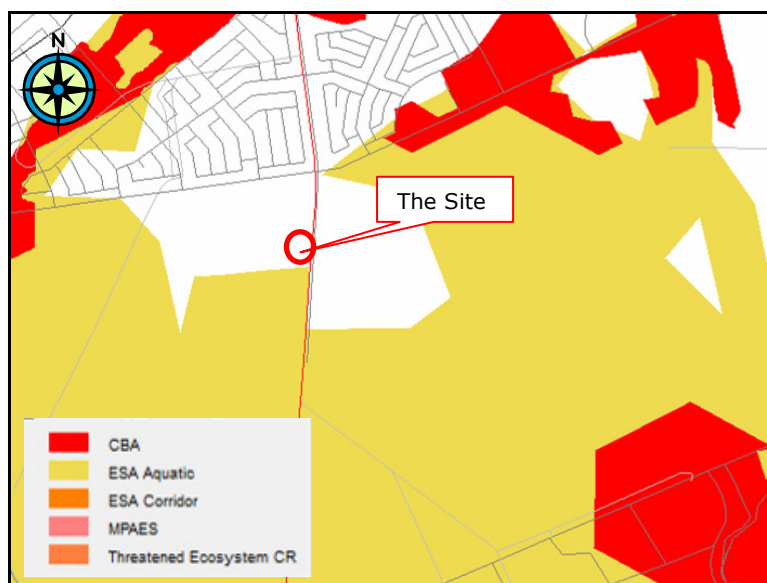 N
The Site
CBA
ESA Aquatic
ESA Corridor
MPAES
Threatened Ecosystem CR